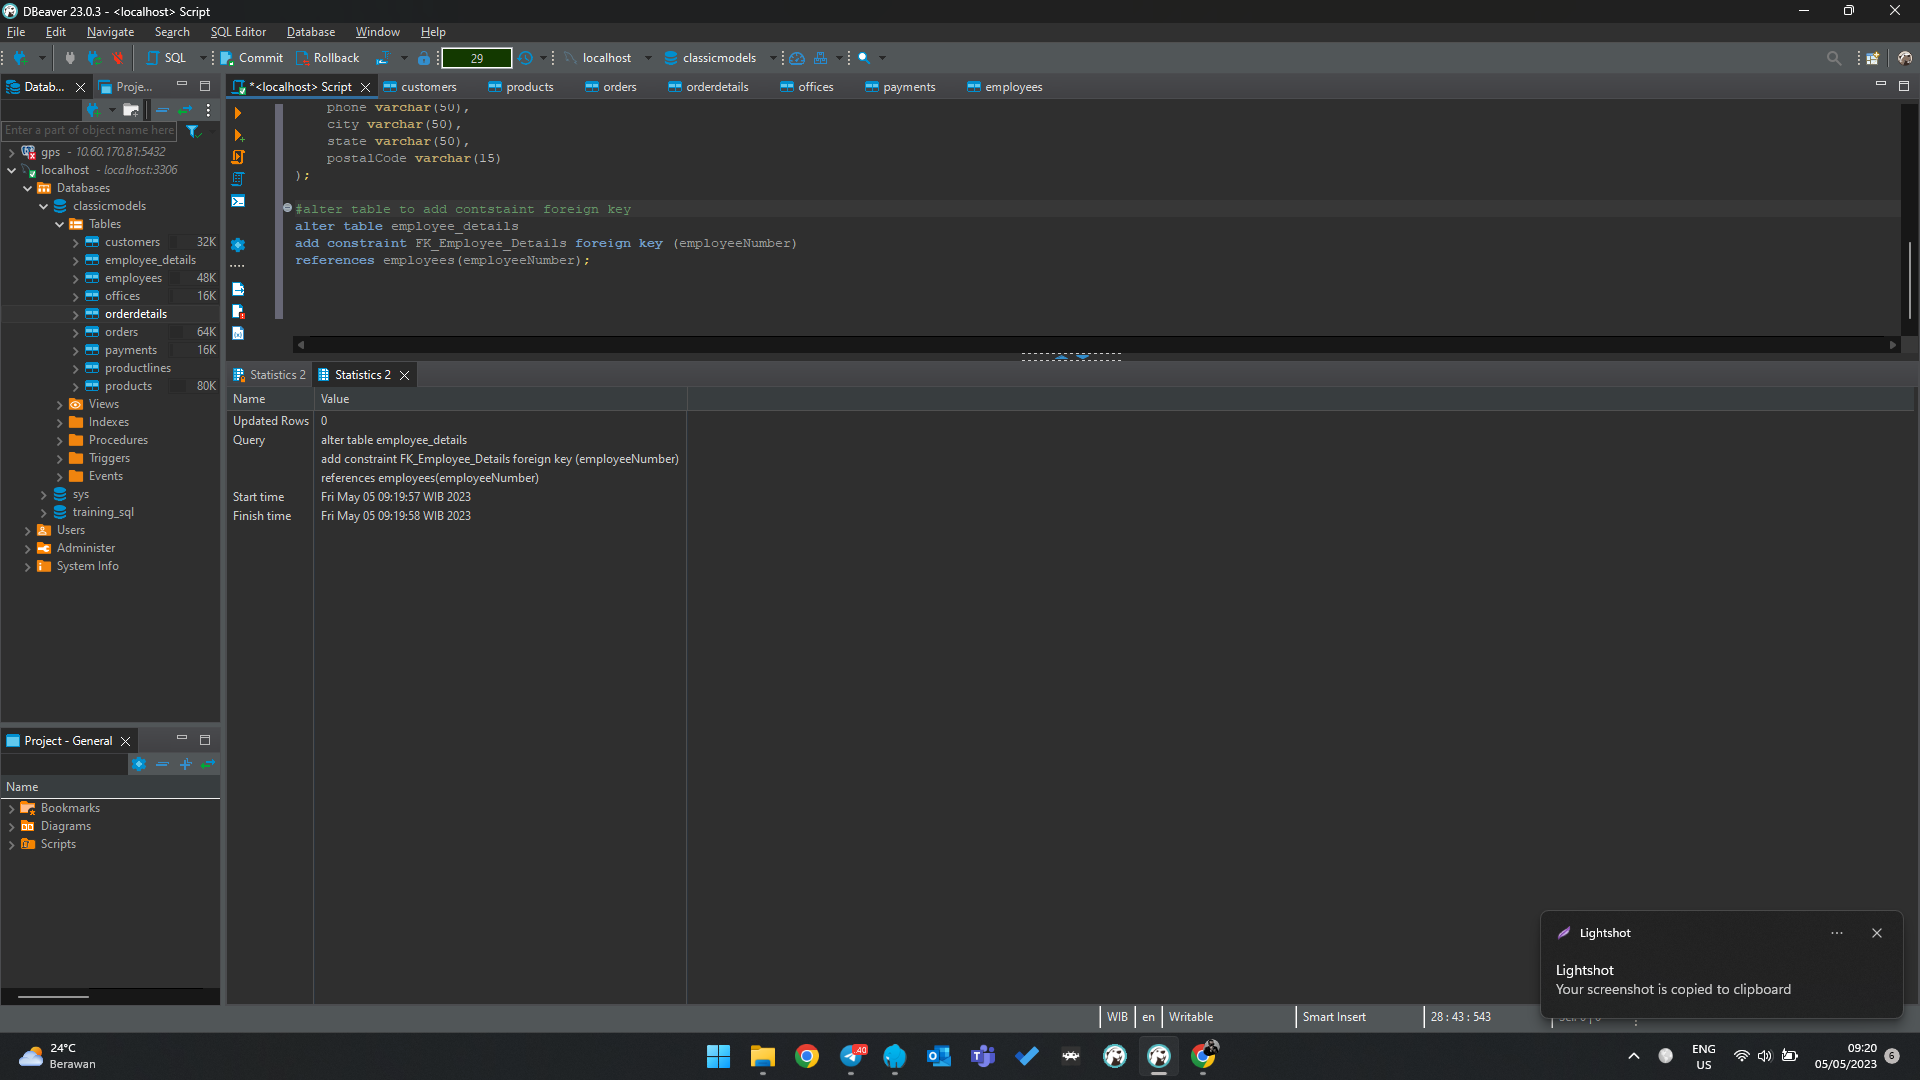 DBeaver 23.0.3 - <localhost> Script
File Edit Navigate Search SQL Editor Database Window Help
SQL Commit Rollback 29 localhost classicmodels
Datab... Proje...
Enter a part of object name here
gps - 10.60.170.81:5432
localhost - localhost:3306
Databases
classicmodels
Tables
customers 32K
employee_details
employees 48K
offices 16K
orderdetails
orders 64K
payments 16K
productlines
products 80K
Views
Indexes
Procedures
Triggers
Events
sys
training_sql
Users
Administer
System Info
Project - General
Name
Bookmarks
Diagrams
Scripts
*<localhost> Script customers products orders orderdetails offices payments employees
phone varchar(50),
city varchar(50),
state varchar(50),
postalCode varchar(15)
);
#alter table to add contstaint foreign key
alter table employee_details
add constraint FK_Employee_Details foreign key (employeeNumber)
references employees(employeeNumber);
Statistics 2 Statistics 2
Name Value
Updated Rows 0
Query alter table employee_details
add constraint FK_Employee_Details foreign key (employeeNumber)
references employees(employeeNumber)
Start time Fri May 05 09:19:57 WIB 2023
Finish time Fri May 05 09:19:58 WIB 2023
Lightshot
Lightshot
Your screenshot is copied to clipboard
WIB en Writable Smart Insert 28 : 43 : 543
24°C
Berawan
40
ENG
US
09:20
05/05/2023
6